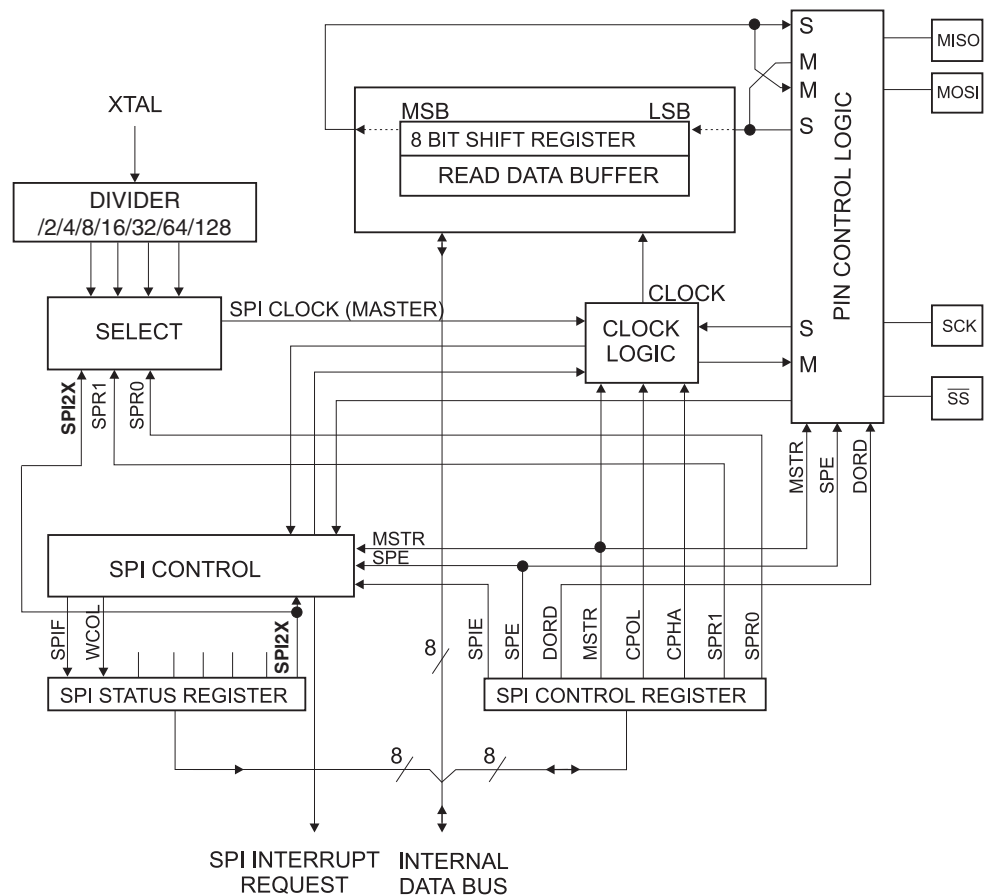 S
MISO
M
M
MOSI
S
XTAL
MSB
LSB
8 BIT SHIFT REGISTER
READ DATA BUFFER
DIVIDER
/2/4/8/16/32/64/128
PIN CONTROL LOGIC
SPI CLOCK (MASTER)
CLOCK
SELECT
CLOCK
LOGIC
S
M
SCK
SS
SPI2X
SPR1
SPR0
MSTR
SPE
DORD
MSTR
SPE
SPI CONTROL
SPIF
WCOL
SPI2X
8
SPIE
SPE
DORD
MSTR
CPOL
CPHA
SPR1
SPR0
SPI STATUS REGISTER
SPI CONTROL REGISTER
8
8
SPI INTERRUPT
REQUEST
INTERNAL
DATA BUS